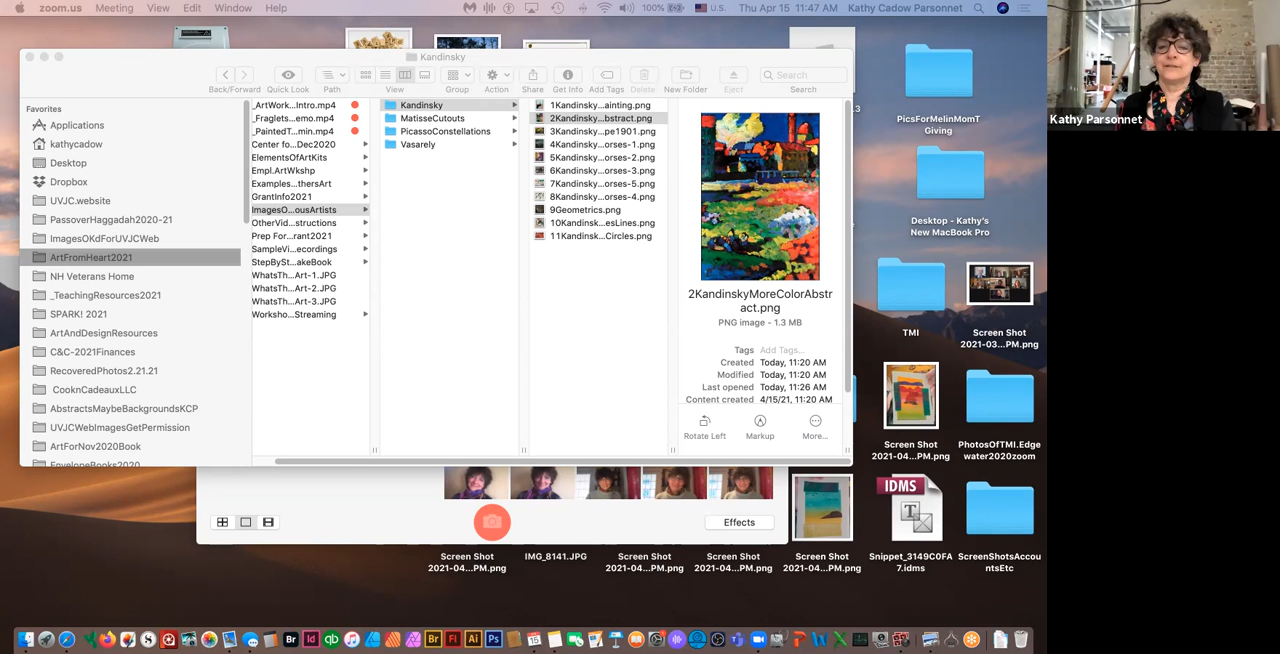 zoom.us Meeting View Edit Window Help
100% U.S. Thu Apr 15 11:47 AM Kathy Cadow Parsonnet
Kandinsky
Back/Forward Quick Look Path View Group Action Share Get Info Add Tags Delete New Folder Eject Search
Search
Favorites
Applications
kathycadow
Desktop
Dropbox
UVJC.website
PassoverHaggadah2020-21
ImagesOKdForUVJCWeb
ArtFromHeart2021
NH Veterans Home
_TeachingResources2021
SPARK! 2021
ArtAndDesignResources
C&C-2021Finances
RecoveredPhotos2.21.21
CooknCadeauxLLC
AbstractsMaybeBackgroundsKCP
UVJCWebImagesGetPermission
ArtForNov2020Book
EnvelopeBooks2020
_ArtWork...Intro.mp4
_Fraglets...emo.mp4
_PaintedT...min.mp4
Center fo...Dec2020
ElementsOfArtKits
Empl.ArtWkshp
Examples...thersArt
GrantInfo2021
ImagesO...ousArtists
OtherVid...structions
Prep For...rant2021
SampleVi...ecordings
StepBySt...akeBook
WhatsTh...Art-1.JPG
WhatsTh...Art-2.JPG
WhatsTh...Art-3.JPG
Worksho...Streaming
Kandinsky
MatisseCutouts
PicassoConstellations
Vasarely
1Kandinsky...ainting.png
2Kandinsky...bstract.png
3Kandinsky...pe1901.png
4Kandinsky...orses-1.png
5Kandinsky...orses-2.png
6Kandinsky...orses-3.png
7Kandinsky...orses-5.png
8Kandinsky...orses-4.png
9Geometrics.png
10Kandinsk...esLines.png
11Kandinsk...Circles.png
2KandinskyMoreColorAbstr
act.png
PNG image - 1.3 MB
Tags Add Tags...
Created Today, 11:20 AM
Modified Today, 11:20 AM
Last opened Today, 11:26 AM
Content created 4/15/21, 11:20 AM
Rotate Left Markup More...
Effects
Screen Shot
2021-04...PM.png
IMG_8141.JPG
Screen Shot
2021-04...PM.png
Screen Shot
2021-04...PM.png
Screen Shot
2021-04...PM.png
IDMS
T
Snippet_3149C0FA
7.idms
ScreenShotsAccou
ntsEtc
PicsForMelinMomT
Giving
Desktop - Kathy's
New MacBook Pro
TMI
Screen Shot
2021-03...PM.png
Screen Shot
2021-04...PM.png
PhotosOfTMI.Edge
water2020zoom
Kathy Parsonnet
Br Id qb Br Fl Ai Ps
15